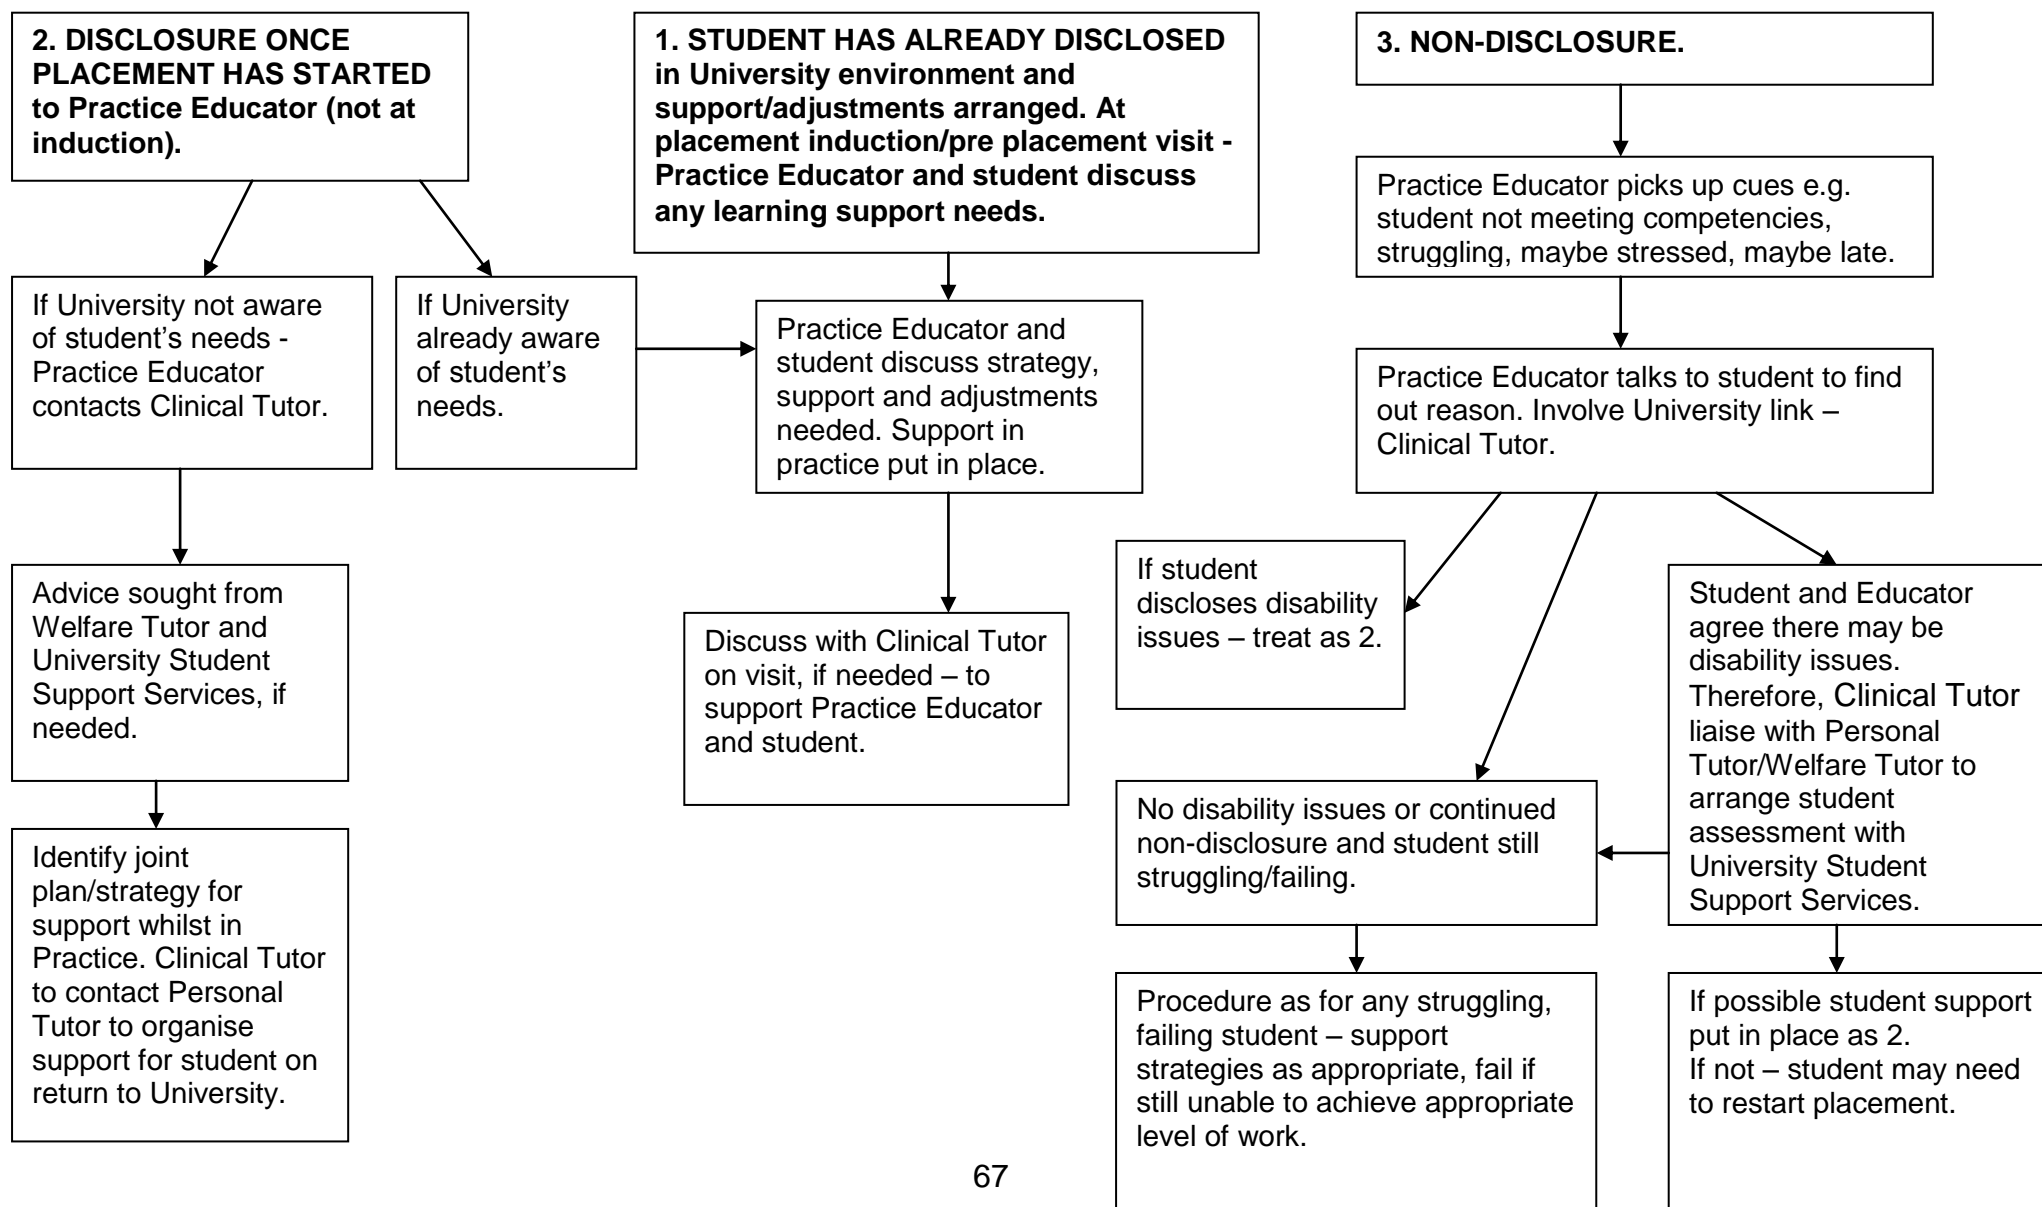 2. DISCLOSURE ONCE
PLACEMENT HAS STARTED
to Practice Educator (not at
induction).
If University not aware
of student’s needs -
Practice Educator
contacts Clinical Tutor.
If University
already aware
of student’s
needs.
Advice sought from
Welfare Tutor and
University Student
Support Services, if
needed.
Identify joint
plan/strategy for
support whilst in
Practice. Clinical Tutor
to contact Personal
Tutor to organise
support for student on
return to University.
1. STUDENT HAS ALREADY DISCLOSED
in University environment and
support/adjustments arranged. At
placement induction/pre placement visit -
Practice Educator and student discuss
any learning support needs.
Practice Educator and
student discuss strategy,
support and adjustments
needed. Support in
practice put in place.
Discuss with Clinical Tutor
on visit, if needed – to
support Practice Educator
and student.
3. NON-DISCLOSURE.
Practice Educator picks up cues e.g.
student not meeting competencies,
struggling, maybe stressed, maybe late.
Practice Educator talks to student to find
out reason. Involve University link –
Clinical Tutor.
If student
discloses disability
issues – treat as 2.
No disability issues or continued
non-disclosure and student still
struggling/failing.
Procedure as for any struggling,
failing student – support
strategies as appropriate, fail if
still unable to achieve appropriate
level of work.
Student and Educator
agree there may be
disability issues.
Therefore, Clinical Tutor
liaise with Personal
Tutor/Welfare Tutor to
arrange student
assessment with
University Student
Support Services.
If possible student support
put in place as 2.
If not – student may need
to restart placement.
67